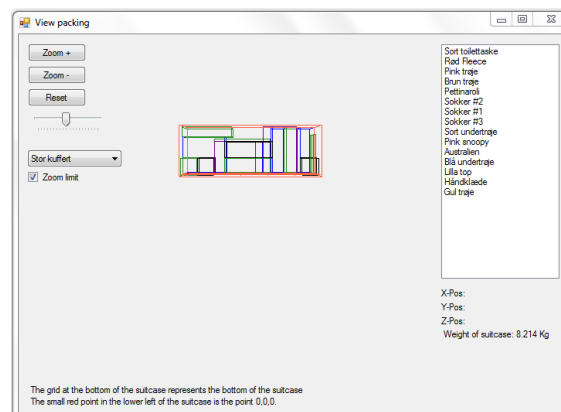 View packing
Zoom +
Zoom -
Reset
Stor kuffert
Zoom limit
Sort toilettaske
Rød Fleece
Pink trøje
Brun trøje
Pettinaroli
Sokker #2
Sokker #1
Sokker #3
Sort undertrøje
Pink snoopy
Australien
Blå undertrøje
Lilla top
Håndklæde
Gul trøje
X-Pos:
Y-Pos:
Z-Pos:
Weight of suitcase: 8.214 Kg
The grid at the bottom of the suitcase represents the bottom of the suitcase
The small red point in the lower left of the suitcase is the point 0,0,0.